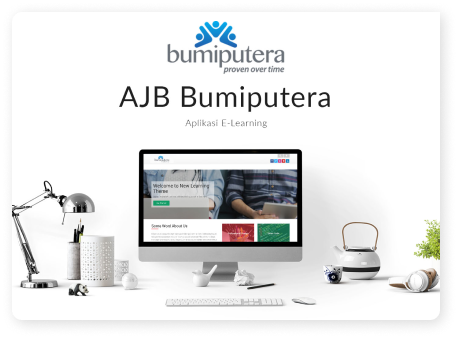 bumiputera
proven over time
AJB Bumiputera
Aplikasi E-Learning
Welcome to New Learning
Theme
Some Word About Us